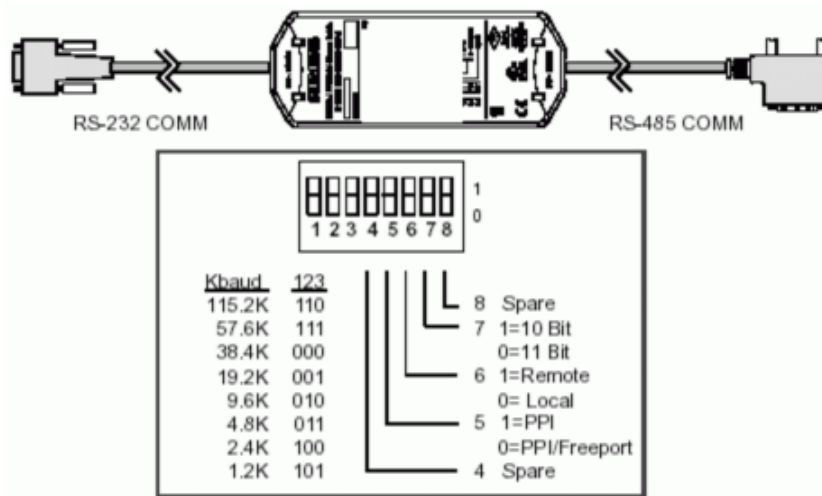 RS-232 COMM
RS-485 COMM
1
0
1 2 3 4 5 6 7 8
Kbaud 123
115.2K 110
57.6K 111
38.4K 000
19.2K 001
9.6K 010
4.8K 011
2.4K 100
1.2K 101
8 Spare
7 1=10 Bit
0=11 Bit
6 1=Remote
0= Local
5 1=PPI
0=PPI/Freeport
4 Spare